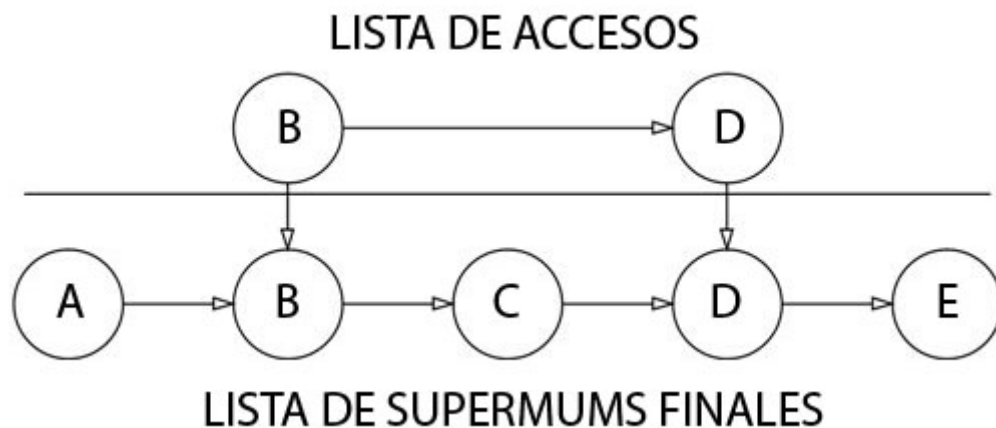 LISTA DE ACCESOS
B D
A B C D E
LISTA DE SUPERMUMS FINALES